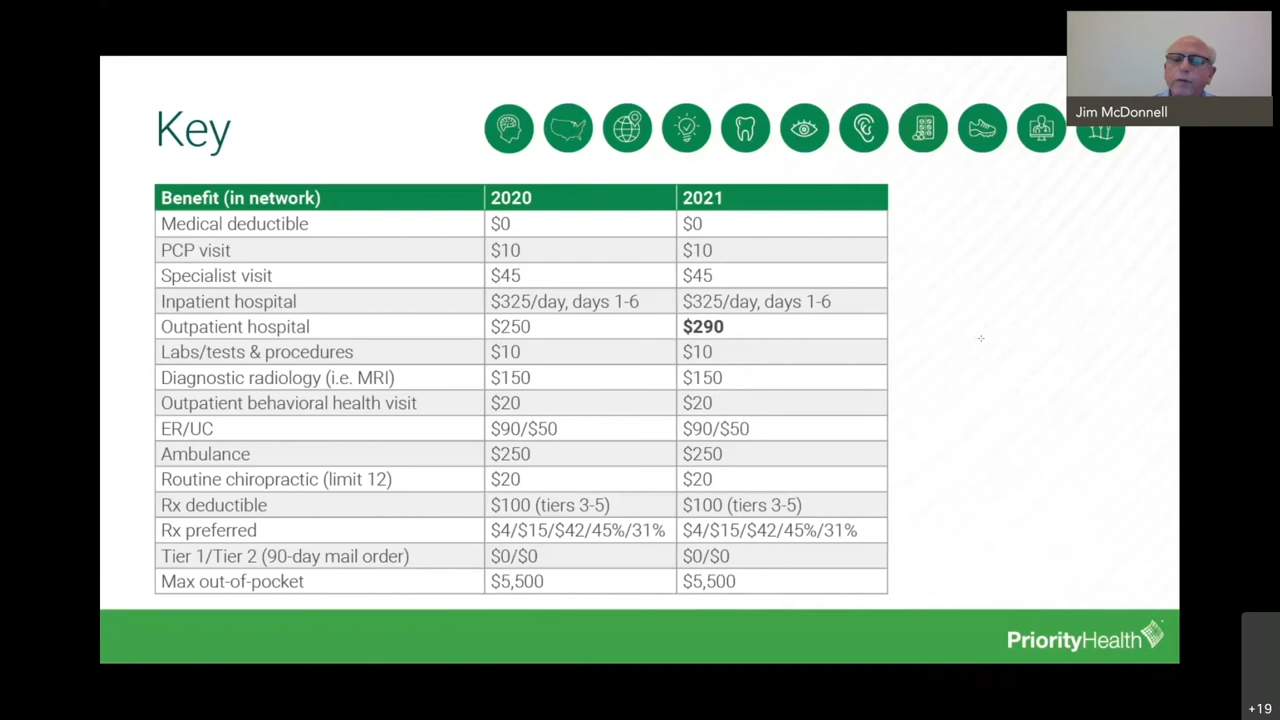 Jim McDonnell
Key
Benefit (in network) 2020 2021
Medical deductible $0 $0
PCP visit $10 $10
Specialist visit $45 $45
Inpatient hospital $325/day, days 1-6 $325/day, days 1-6
Outpatient hospital $250 $290
Labs/tests & procedures $10 $10
Diagnostic radiology (i.e. MRI) $150 $150
Outpatient behavioral health visit $20 $20
ER/UC $90/$50 $90/$50
Ambulance $250 $250
Routine chiropractic (limit 12) $20 $20
Rx deductible $100 (tiers 3-5) $100 (tiers 3-5)
Rx preferred $4/$15/$42/45%/31% $4/$15/$42/45%/31%
Tier 1/Tier 2 (90-day mail order) $0/$0 $0/$0
Max out-of-pocket $5,500 $5,500
PriorityHealth
+19